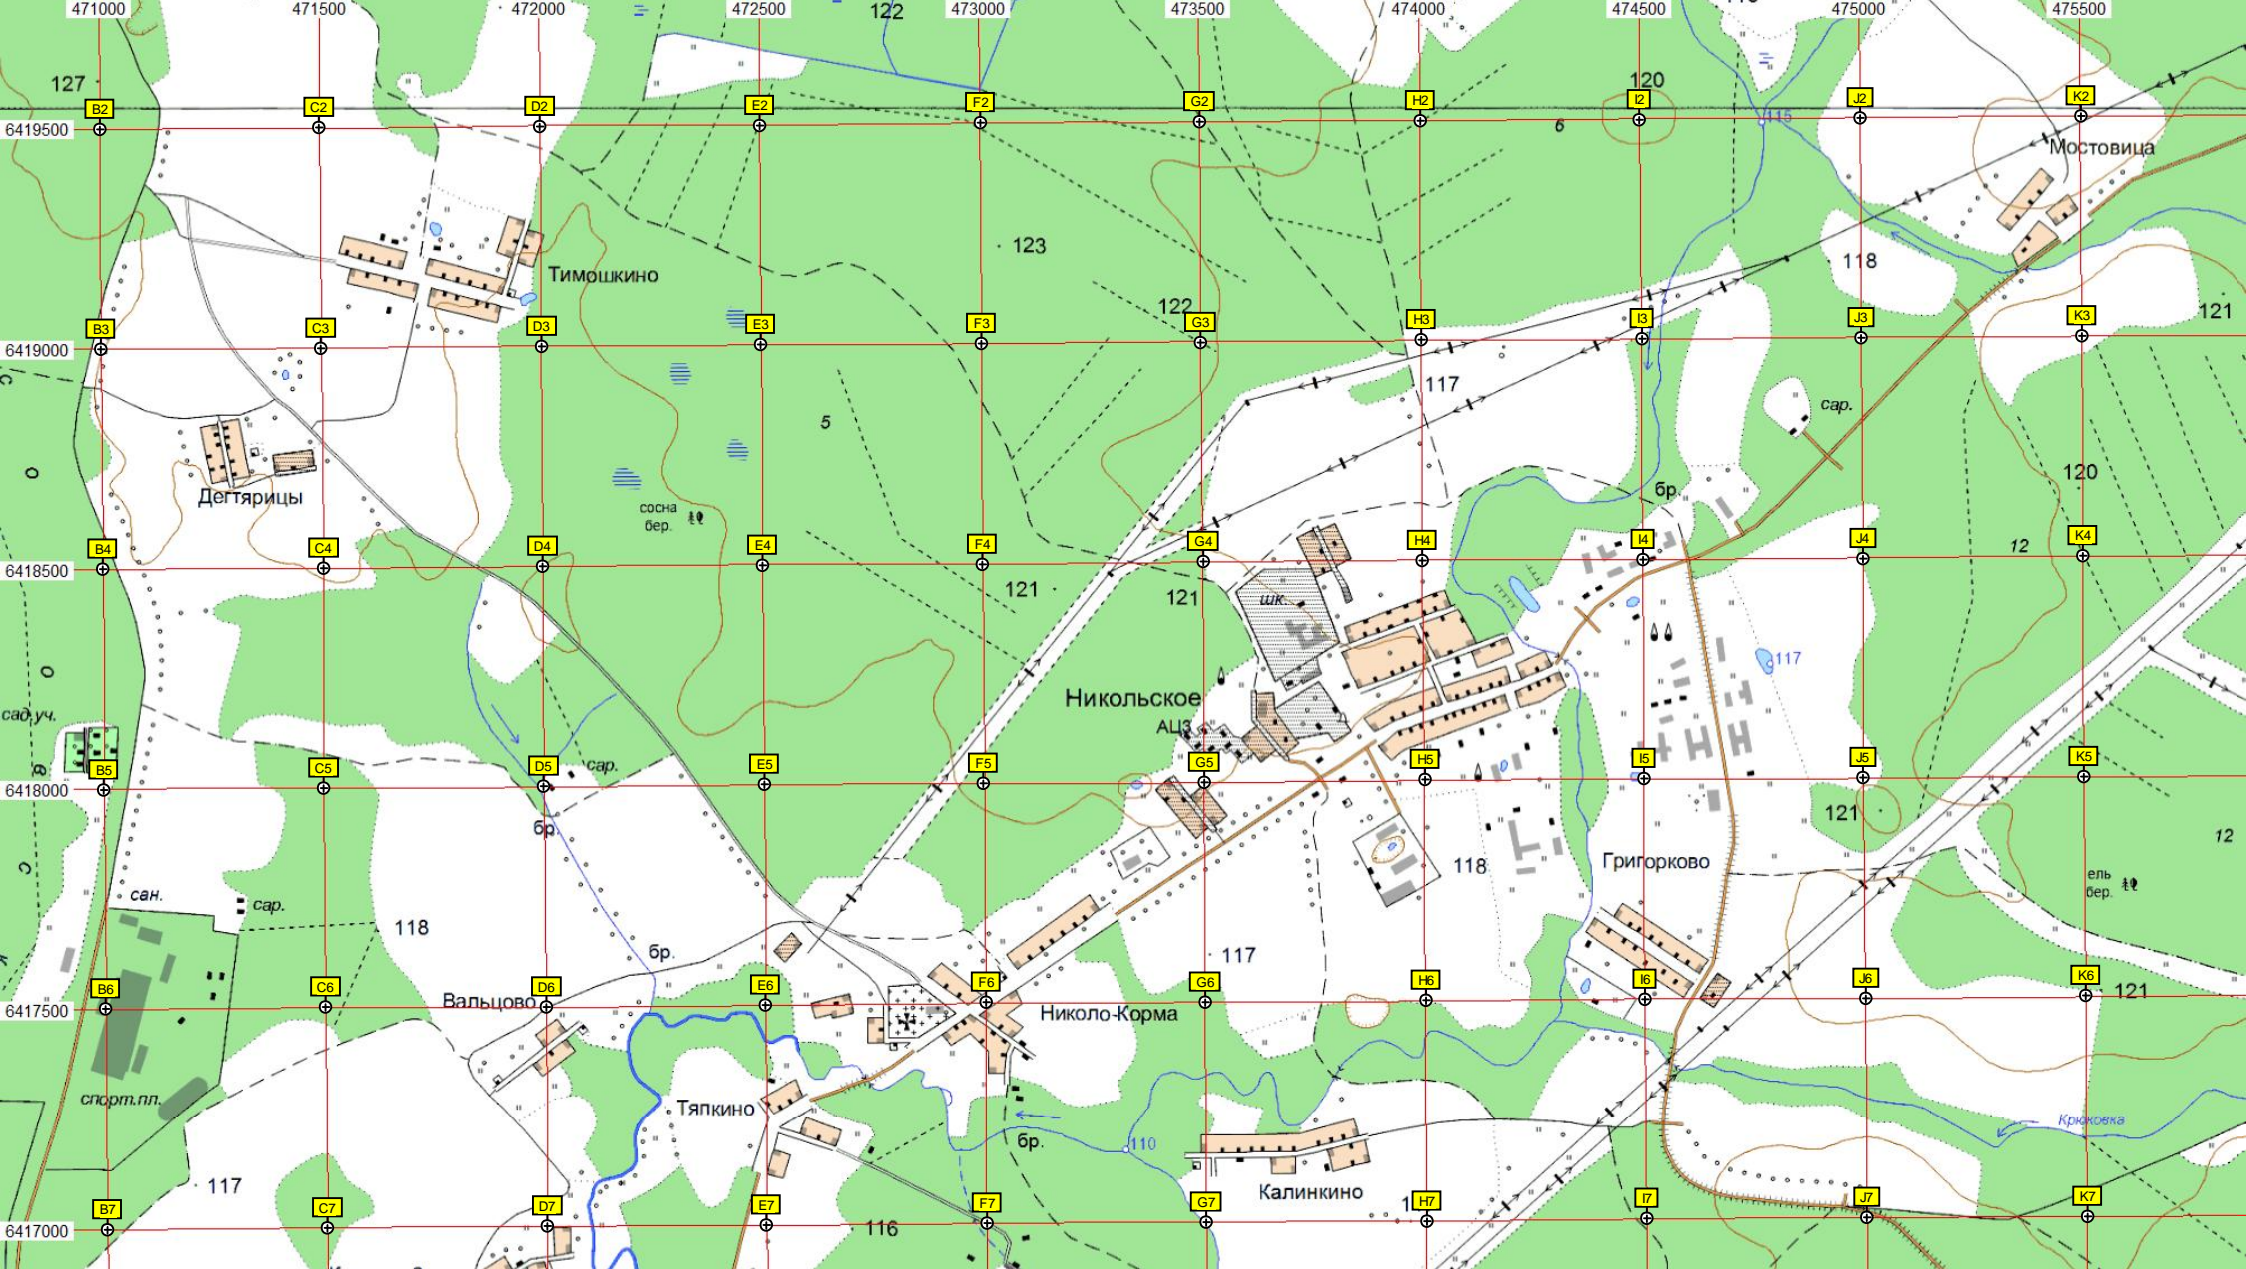 471000 471500 472000 472500 122 473000 473500 474000 474500 475000 475500
127 120
B2 C2 D2 E2 F2 G2 H2 I2 J2 K2
6419500 6 115
Мостовица
123 118
Тимошкино
122 121
B3 C3 D3 E3 F3 G3 H3 I3 J3 K3
6419000
117
сар.
5
120
Дегтярицы
бр.
сосна
бер.
B4 C4 D4 E4 F4 G4 H4 I4 J4 K4
12
6418500
121 121 шк.
117
Никольское
сад.уч.
АЦЗ
B5 C5 D5 сар. E5 F5 G5 H5 I5 J5 K5
6418000
121
бр. 12
118 Григорково
ель
бер.
сан. сар.
118
бр. 117
B6 C6 D6 E6 F6 G6 H6 I6 J6 K6
Вальцово 121
6417500 Николо-Корма
спорт.пл. Тяпкино
Крюковка
бр. 110
117 Калинкино
B7 C7 D7 E7 F7 G7 H7 I7 J7 K7
6417000 116